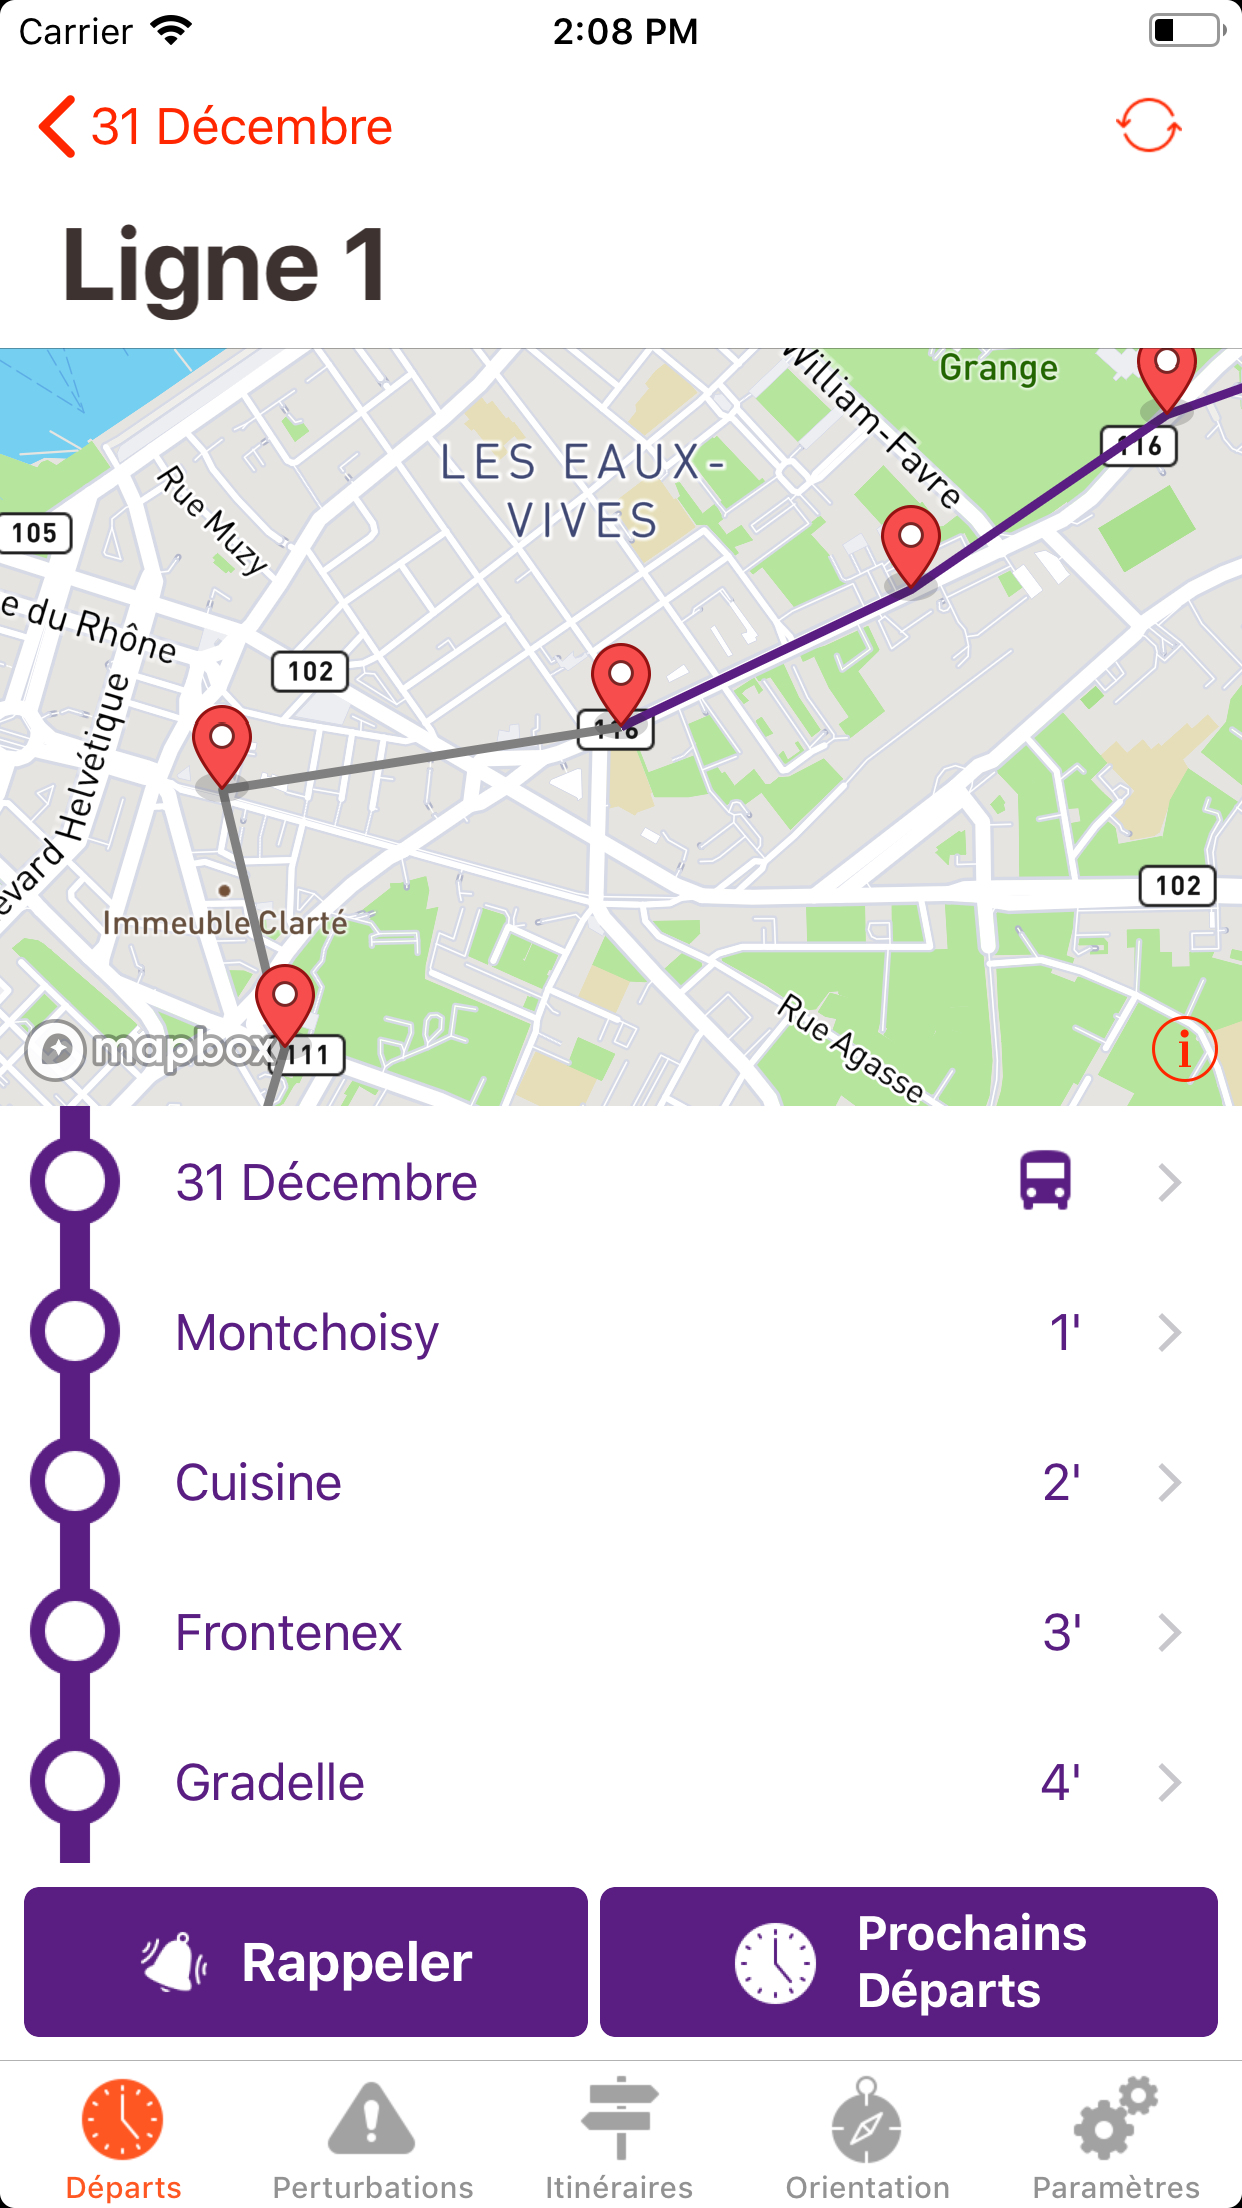 Carrier
2:08 PM
31 Décembre
Ligne 1
William-Favre
Grange
116
LES EAUX-
VIVES
Rue Muzy
105
e du Rhône
102
116
evard Helvétique
Immeuble Clarté
102
Rue Agasse
mapbox
111
i
31 Décembre
Montchoisy 1'
Cuisine 2'
Frontenex 3'
Gradelle 4'
Rappeler
Prochains
Départs
Départs
Perturbations
Itinéraires
Orientation
Paramètres